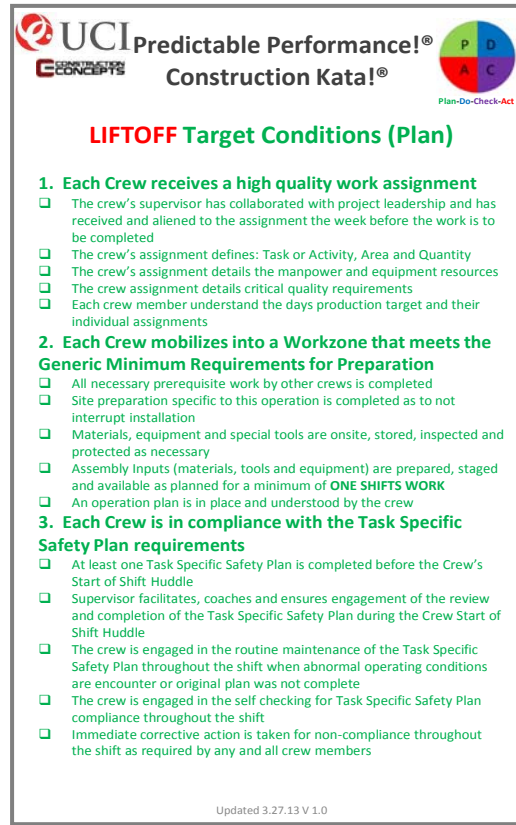 UCI
CONSTRUCTION
CONCEPTS
Predictable Performance!®
Construction Kata!®
P D
A C
Plan-Do-Check-Act
LIFTOFF Target Conditions (Plan)
1. Each Crew receives a high quality work assignment
❑ The crew's supervisor has collaborated with project leadership and has
received and aliened to the assignment the week before the work is to
be completed
❑ The crew's assignment defines: Task or Activity, Area and Quantity
❑ The crew's assignment details the manpower and equipment resources
❑ The crew assignment details critical quality requirements
❑ Each crew member understand the days production target and their
individual assignments
2. Each Crew mobilizes into a Workzone that meets the
Generic Minimum Requirements for Preparation
❑ All necessary prerequisite work by other crews is completed
❑ Site preparation specific to this operation is completed as to not
interrupt installation
❑ Materials, equipment and special tools are onsite, stored, inspected and
protected as necessary
❑ Assembly Inputs (materials, tools and equipment) are prepared, staged
and available as planned for a minimum of ONE SHIFTS WORK
❑ An operation plan is in place and understood by the crew
3. Each Crew is in compliance with the Task Specific
Safety Plan requirements
❑ At least one Task Specific Safety Plan is completed before the Crew's
Start of Shift Huddle
❑ Supervisor facilitates, coaches and ensures engagement of the review
and completion of the Task Specific Safety Plan during the Crew Start of
Shift Huddle
❑ The crew is engaged in the routine maintenance of the Task Specific
Safety Plan throughout the shift when abnormal operating conditions
are encounter or original plan was not complete
❑ The crew is engaged in the self checking for Task Specific Safety Plan
compliance throughout the shift
❑ Immediate corrective action is taken for non-compliance throughout
the shift as required by any and all crew members
Updated 3.27.13 V 1.0